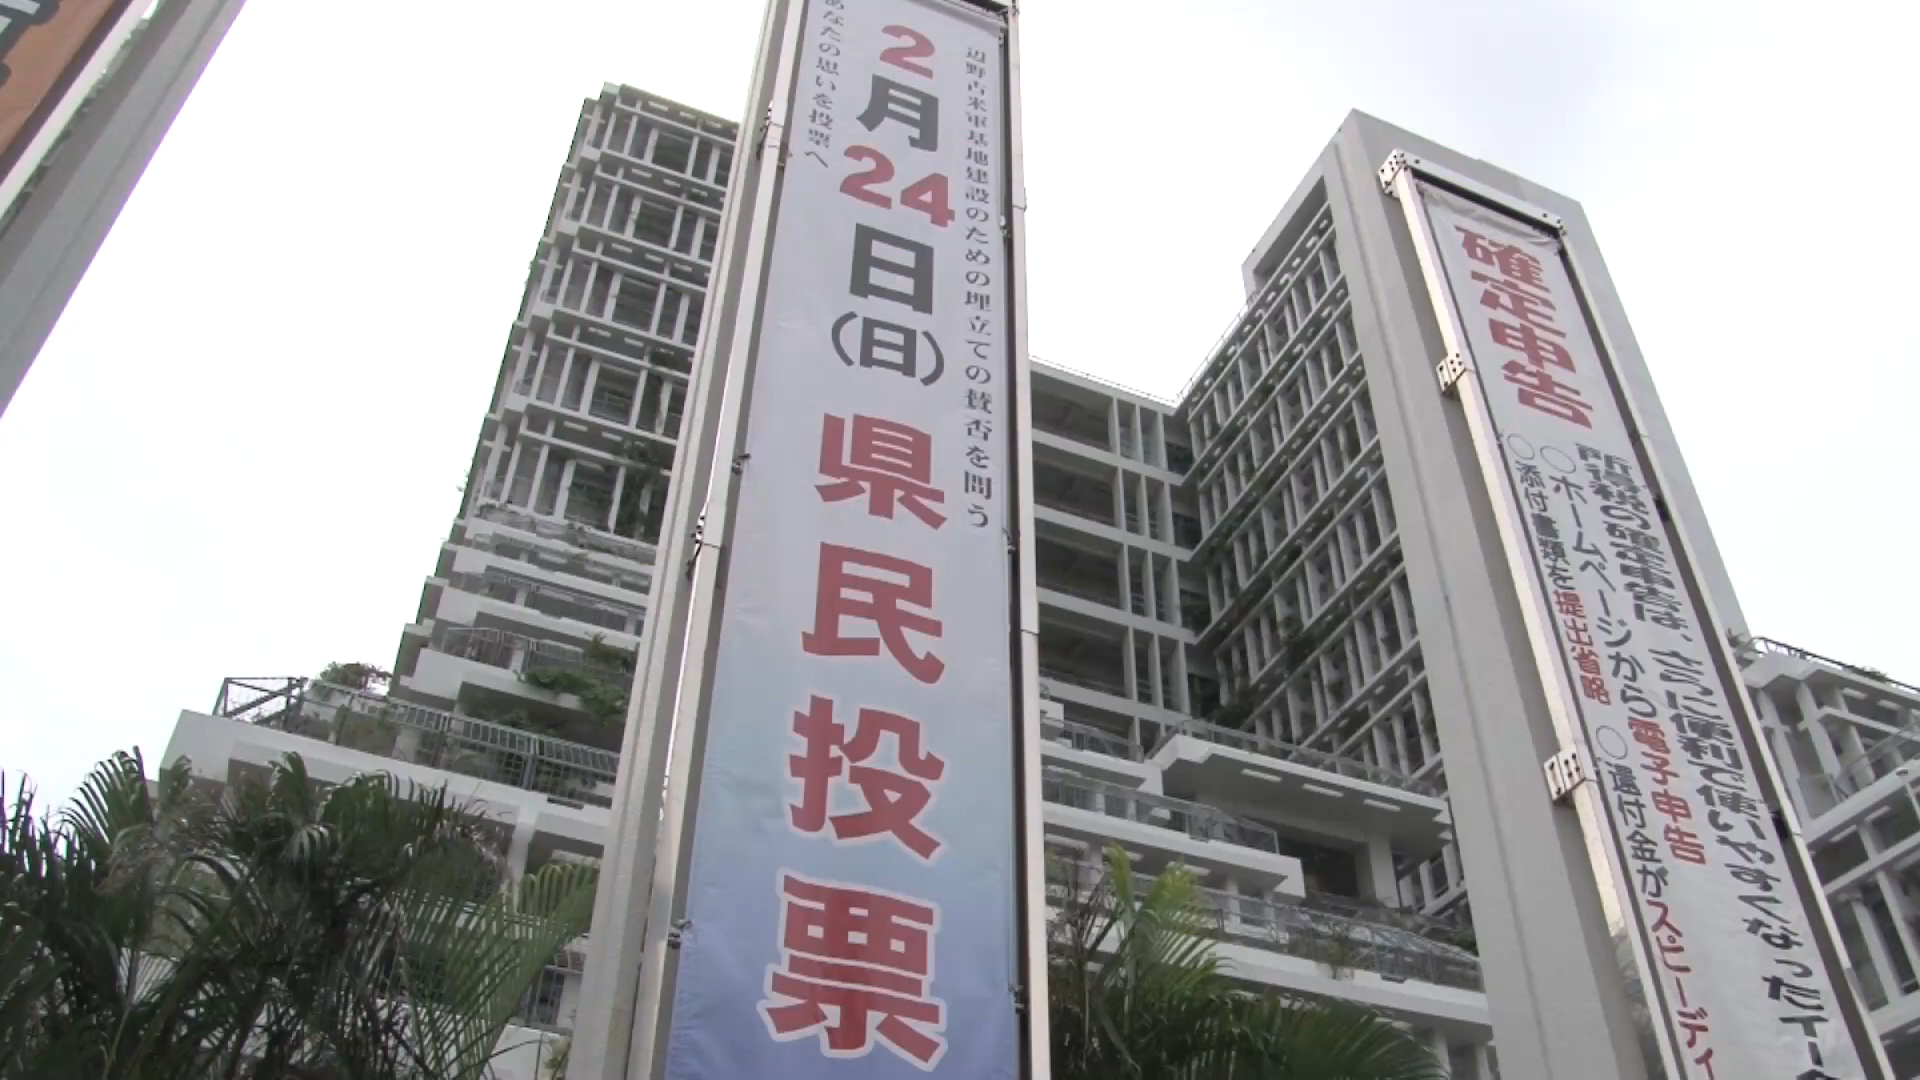 辺野古米軍基地建設のための埋立ての賛否を問う
2月24日(日)県民投票
あなたの思いを投票へ
確定申告
所得税の確定申告は、さらに便利で使いやすくなったイー
○ホームページから電子申告
○添付書類を提出省略 ○還付金がスピーディ